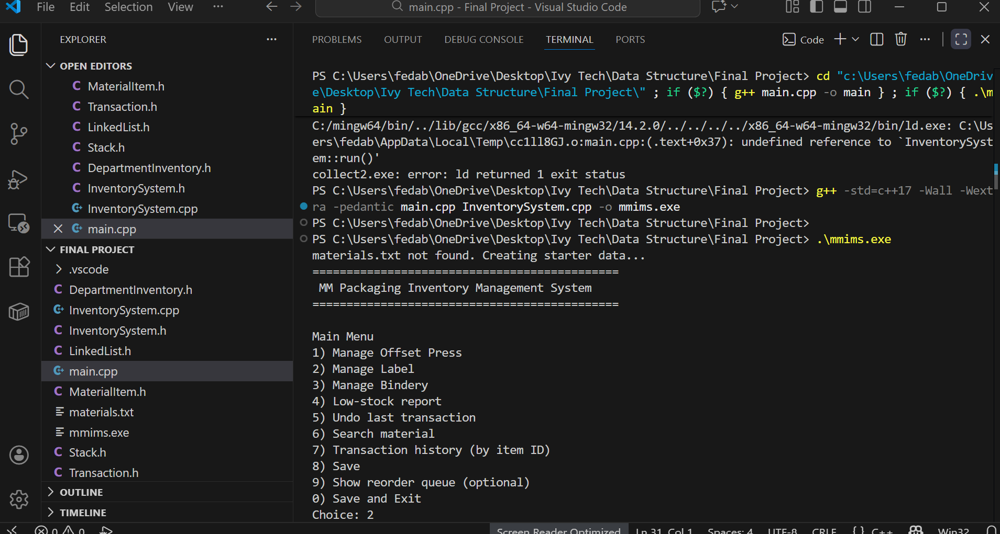 File Edit Selection View ··· main.cpp - Final Project - Visual Studio Code
EXPLORER ···
OPEN EDITORS
MaterialItem.h
Transaction.h
LinkedList.h
Stack.h
DepartmentInventory.h
InventorySystem.h
InventorySystem.cpp
main.cpp
FINAL PROJECT
.vscode
DepartmentInventory.h
InventorySystem.cpp
InventorySystem.h
LinkedList.h
main.cpp
MaterialItem.h
materials.txt
mmims.exe
Stack.h
Transaction.h
OUTLINE
TIMELINE
PROBLEMS OUTPUT DEBUG CONSOLE TERMINAL PORTS Code ···
PS C:\Users\fedab\OneDrive\Desktop\Ivy Tech\Data Structure\Final Project> cd "c:\Users\fedab\OneDriv
e\Desktop\Ivy Tech\Data Structure\Final Project\" ; if ($?) { g++ main.cpp -o main } ; if ($?) { .\m
ain }
C:/mingw64/bin/../lib/gcc/x86_64-w64-mingw32/14.2.0/../../../../x86_64-w64-mingw32/bin/ld.exe: C:\Us
ers\fedab\AppData\Local\Temp\cc1ll8GJ.o:main.cpp:(.text+0x37): undefined reference to `InventorySyst
em::run()'
collect2.exe: error: ld returned 1 exit status
PS C:\Users\fedab\OneDrive\Desktop\Ivy Tech\Data Structure\Final Project> g++ -std=c++17 -Wall -Wext
ra -pedantic main.cpp InventorySystem.cpp -o mmims.exe
PS C:\Users\fedab\OneDrive\Desktop\Ivy Tech\Data Structure\Final Project>
PS C:\Users\fedab\OneDrive\Desktop\Ivy Tech\Data Structure\Final Project> .\mmims.exe
materials.txt not found. Creating starter data...
=============================================
MM Packaging Inventory Management System
=============================================
Main Menu
1) Manage Offset Press
2) Manage Label
3) Manage Bindery
4) Low-stock report
5) Undo last transaction
6) Search material
7) Transaction history (by item ID)
8) Save
9) Show reorder queue (optional)
0) Save and Exit
Choice: 2
0 0 Screen Reader Optimized Ln 31, Col 1 Spaces: 4 UTF-8 CRLF {} C++ Win32